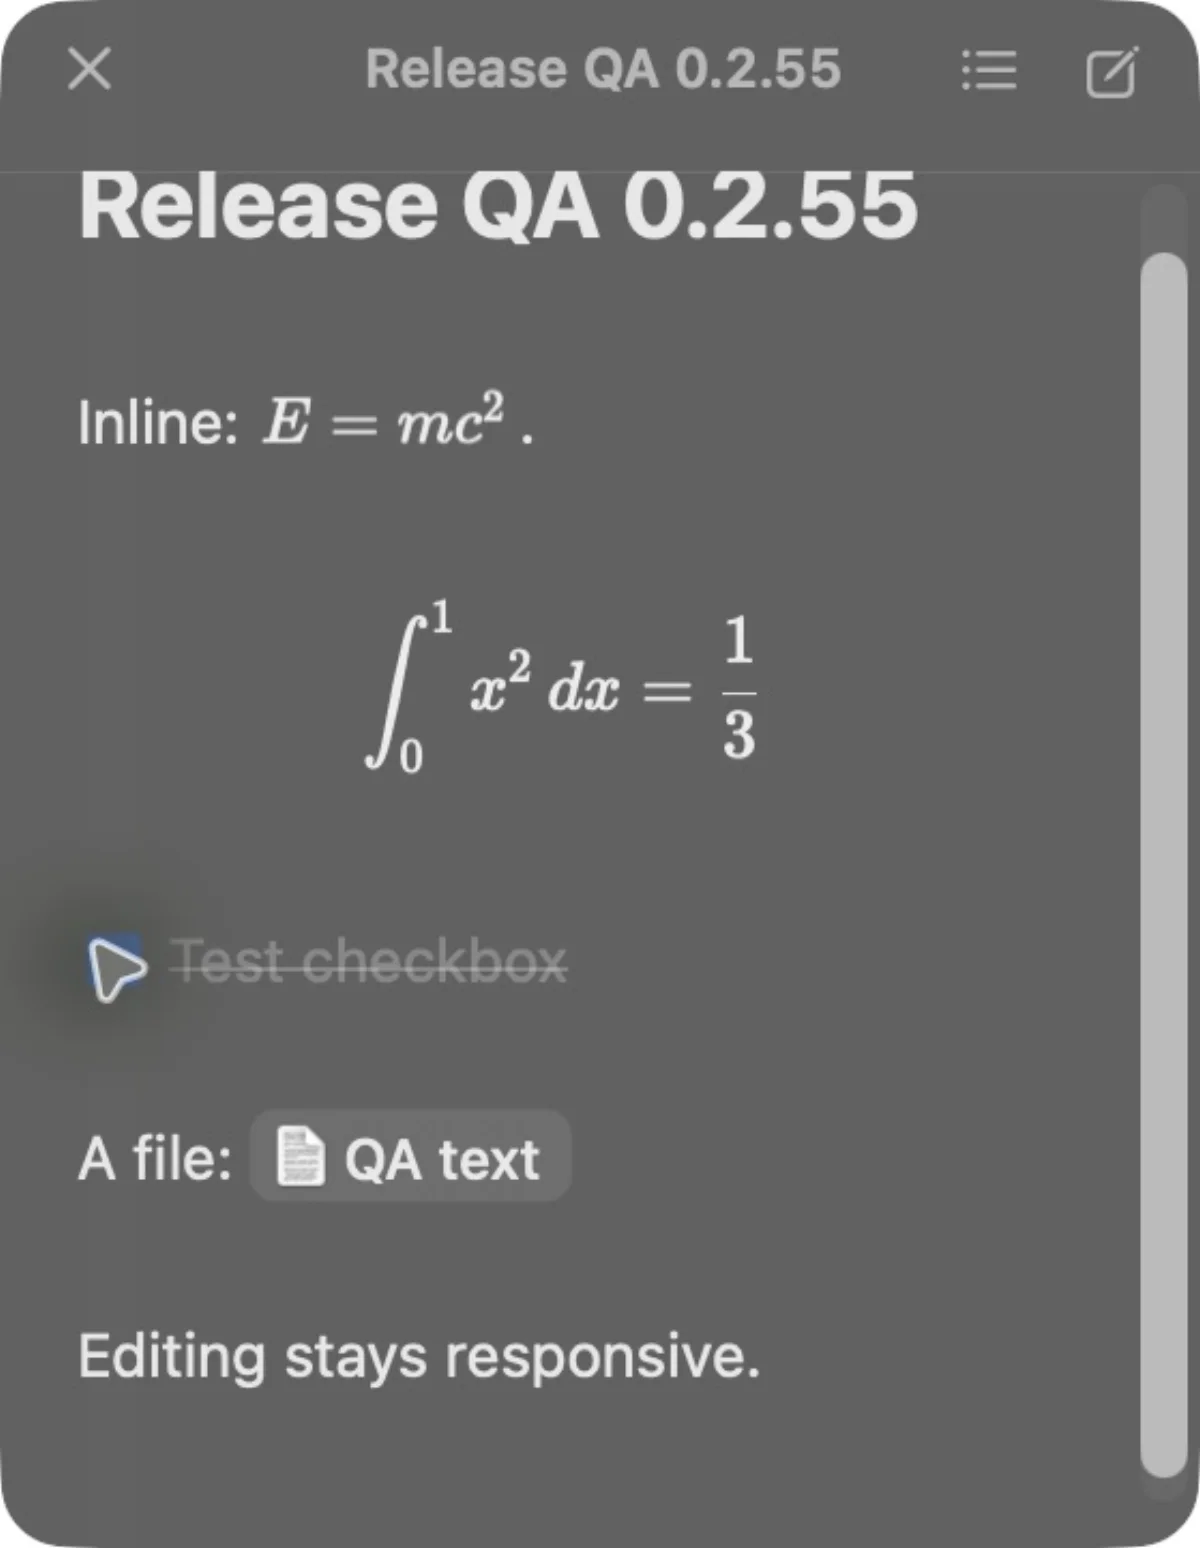 Release QA 0.2.55
Release QA 0.2.55
Inline: E = mc² .
∫₀¹ x² dx = 1/3
Test checkbox
A file: QA text
Editing stays responsive.